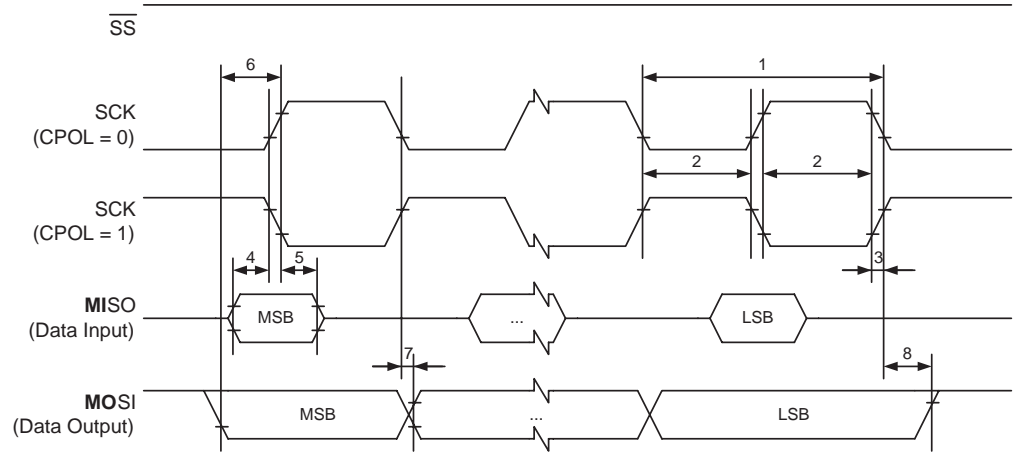 SS
6
1
SCK
(CPOL = 0)
2
2
SCK
(CPOL = 1)
4
5
3
MISO
(Data Input)
MSB
...
LSB
7
8
MOSI
(Data Output)
MSB
...
LSB